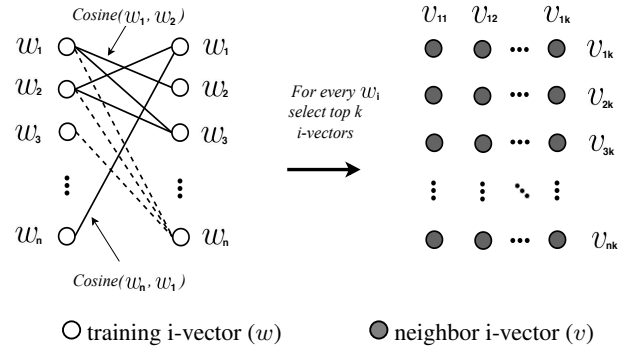 Cosine(w₁, w₂)
v₁₁ v₁₂ v₁ₖ
w₁ w₁ v₁ₖ
w₂ w₂ v₂ₖ
For every wᵢ
select top k
i-vectors
w₃ w₃ v₃ₖ
wₙ wₙ vₙₖ
Cosine(wₙ, w₁)
training i-vector (w) neighbor i-vector (v)